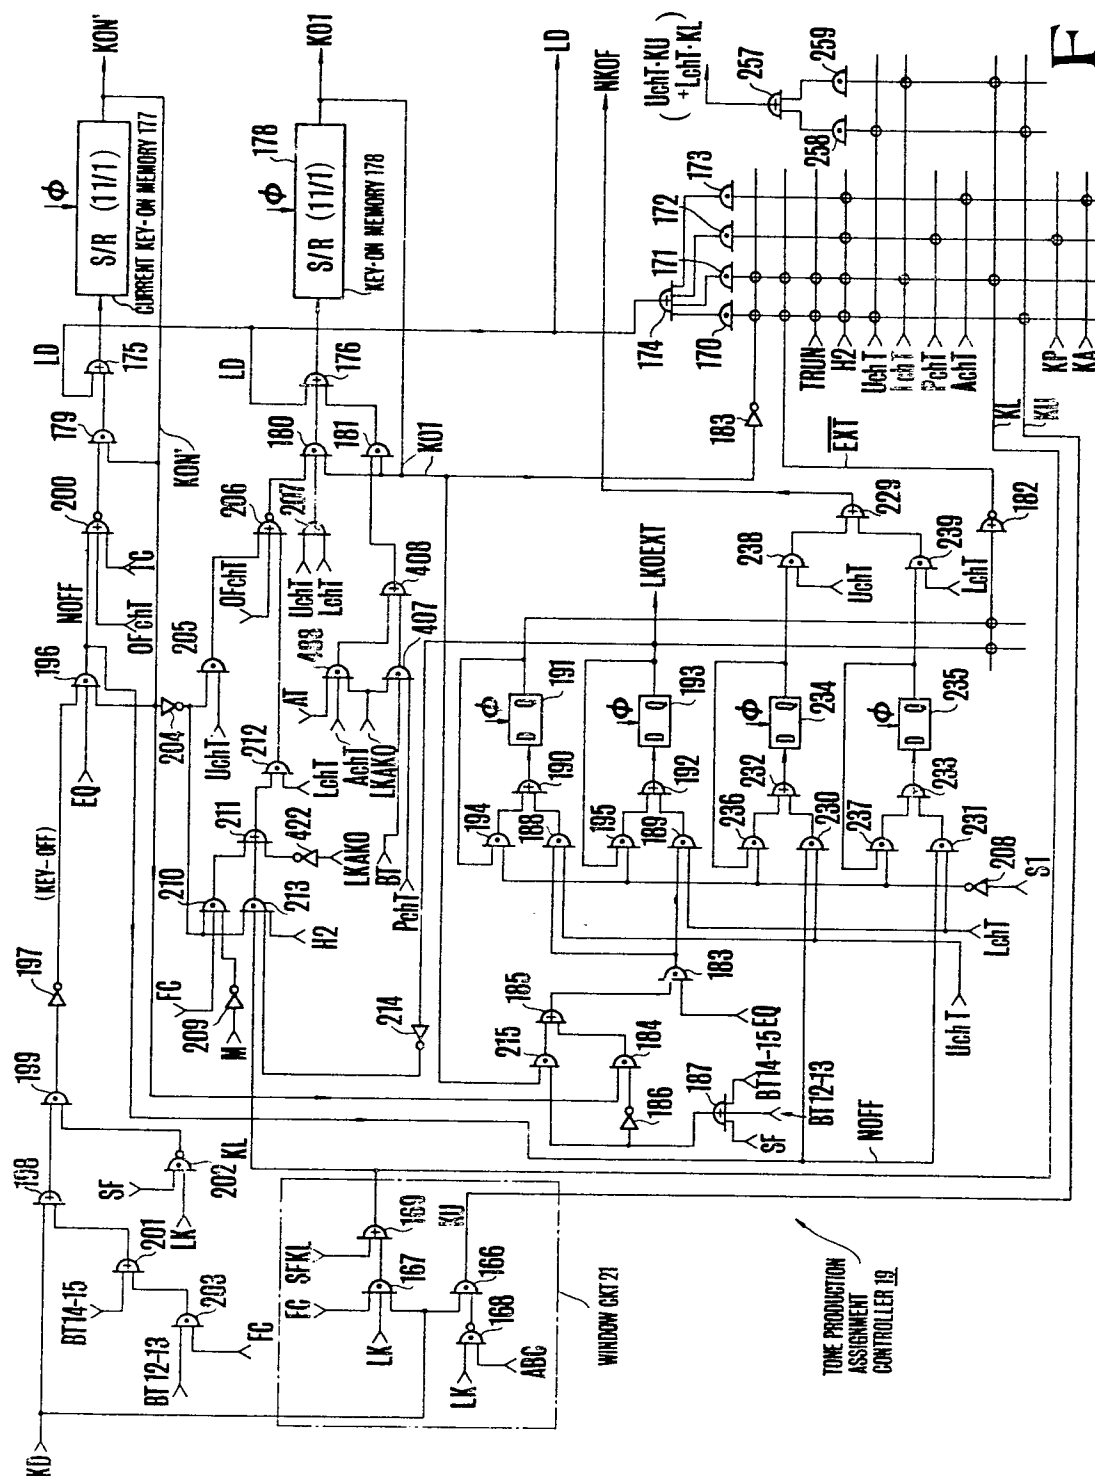 KON'
KO1
LD
NKOF
( UchT·KU + LchT·KL )
F
φ
S/R (11/1)
CURRENT KEY-ON MEMORY 177
178
φ
S/R (11/1)
KEY-ON MEMORY 178
257
258
259
LD
175
179
200
NOFF
196
OFchT
TC
KON'
LD
176
180
181
KO1
206
207
OFchT
UchT
LchT
205
204
UchT
EQ
(KEY-OFF)
197
199
198
KD
SF
LK
202
KL
BT14-15
201
203
BT12-13
FC
FC
M
209
210
211
212
213
H2
422
LKAKO
LchT
AT
AchT
LKAKO
BT
PchT
408
407
214
174
170
171
172
173
183
TRUN
H2
UchT
LchT
PchT
AchT
KP
KA
KL
KU
EXT
182
LKOEXT
229
238
UchT
239
LchT
φ
D Q
191
φ
D Q
193
φ
D Q
234
φ
D Q
235
190
192
232
233
194
188
195
189
236
230
237
231
208
S1
LchT
UchT
183
EQ
185
215
184
186
187
BT14-15
BT12-13
SF
NOFF
SFKL
169
FC
167
LK
KU
166
168
LK
ABC
WINDOW CKT 21
TONE PRODUCTION
ASSIGNMENT
CONTROLLER 19